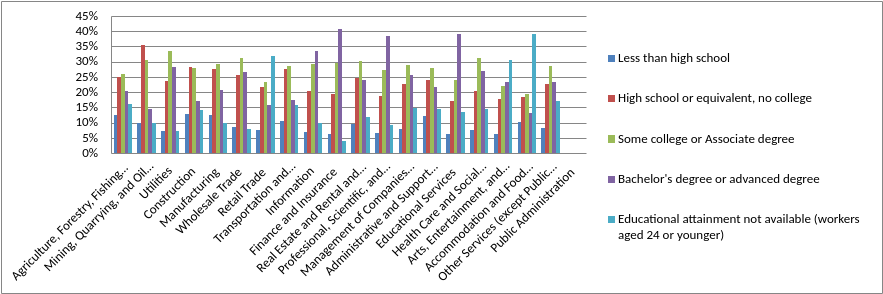 45%
40%
35%
30%
25%
20%
15%
10%
5%
0%
Agriculture, Forestry, Fishing...
Mining, Quarrying, and Oil...
Utilities
Construction
Manufacturing
Wholesale Trade
Retail Trade
Transportation and...
Information
Finance and Insurance
Real Estate and Rental and...
Professional, Scientific, and...
Management of Companies...
Administrative and Support...
Educational Services
Health Care and Social...
Arts, Entertainment, and...
Accommodation and Food...
Other Services (except Public...
Public Administration
Less than high school
High school or equivalent, no college
Some college or Associate degree
Bachelor's degree or advanced degree
Educational attainment not available (workers
aged 24 or younger)